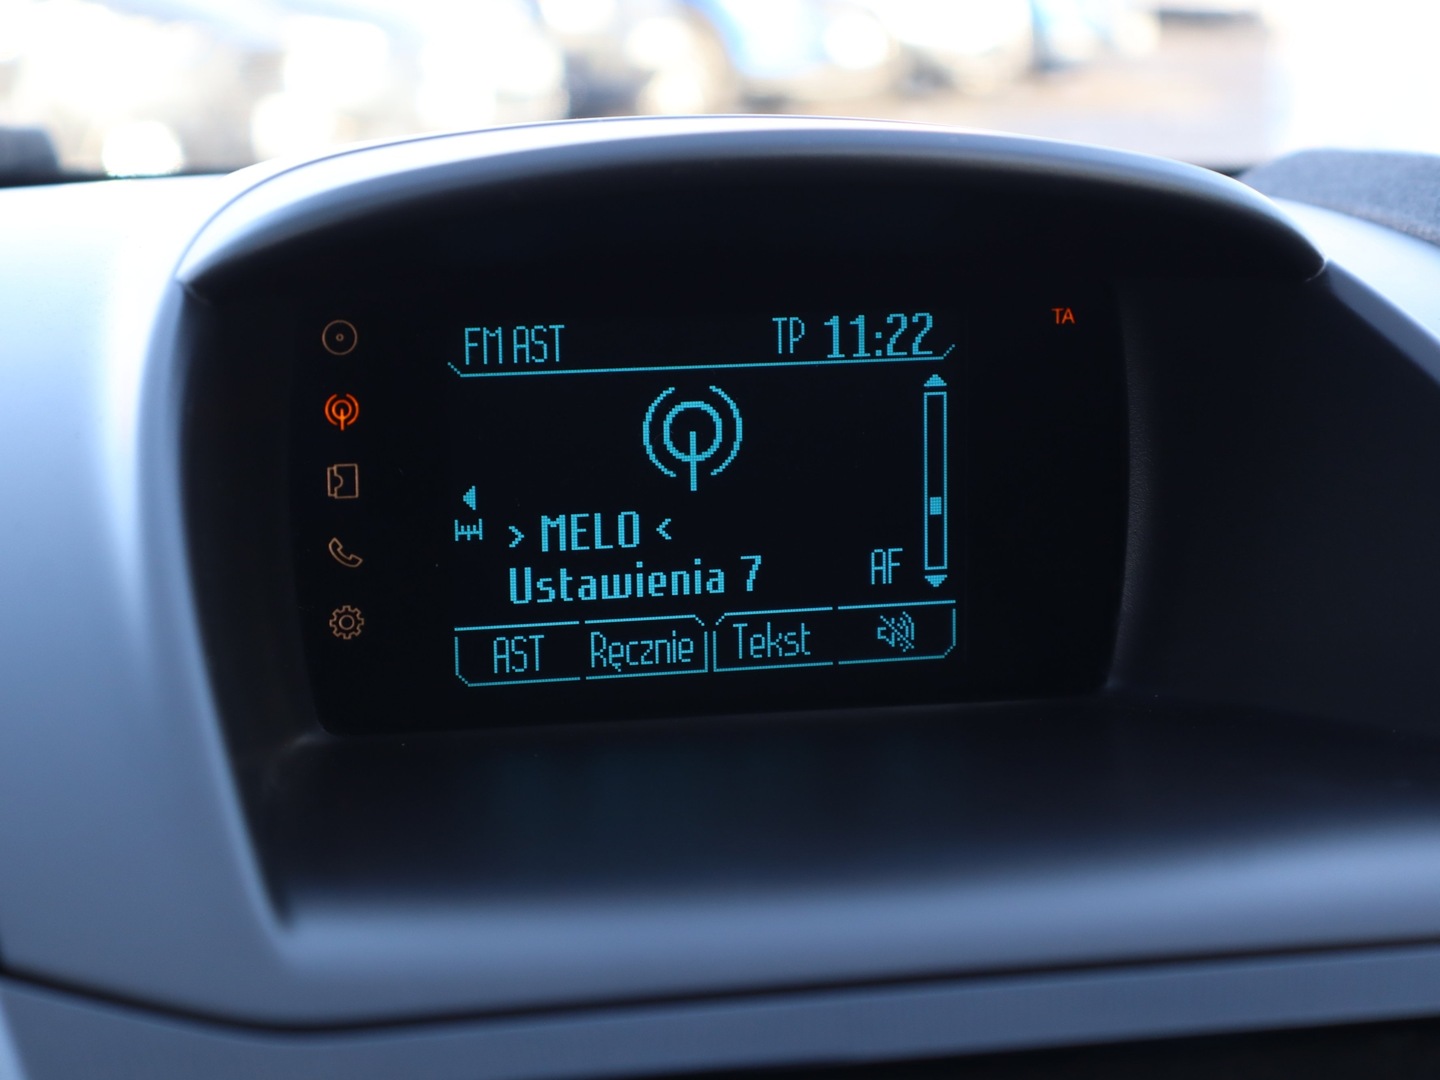 FM AST TP 11:22
TA
> MELO <
Ustawienia 7 AF
AST Ręcznie Tekst